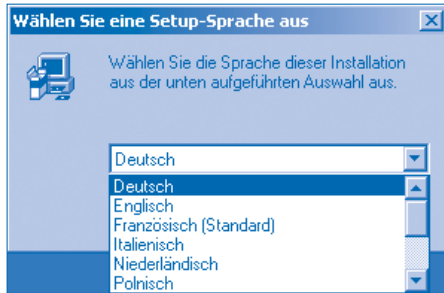 Wählen Sie eine Setup-Sprache aus
Wählen Sie die Sprache dieser Installation
aus der unten aufgeführten Auswahl aus.
Deutsch
Deutsch
Englisch
Französisch (Standard)
Italienisch
Niederländisch
Polnisch